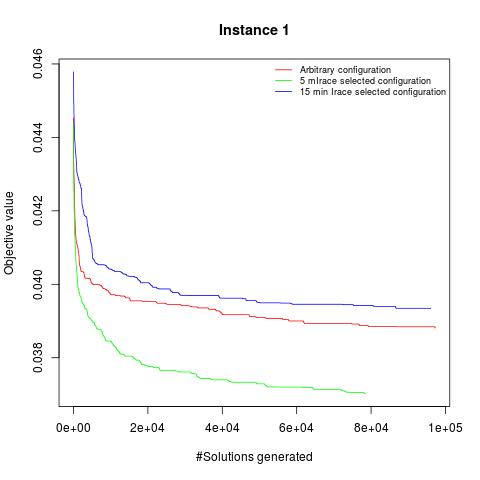 Instance 1
Arbitrary configuration
5 mIrace selected configuration
15 min Irace selected configuration
0.046
0.044
0.042
0.040
0.038
Objective value
0e+00 2e+04 4e+04 6e+04 8e+04 1e+05
#Solutions generated